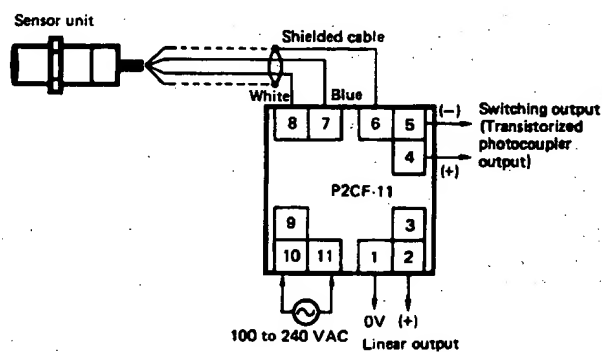 Sensor unit
Shielded cable
White
Blue
8 7 6 5
(−)
Switching output
(Transistorized
photocoupler
output)
4
(+)
P2CF-11
9 3
10 11 1 2
100 to 240 VAC
0V (+)
Linear output